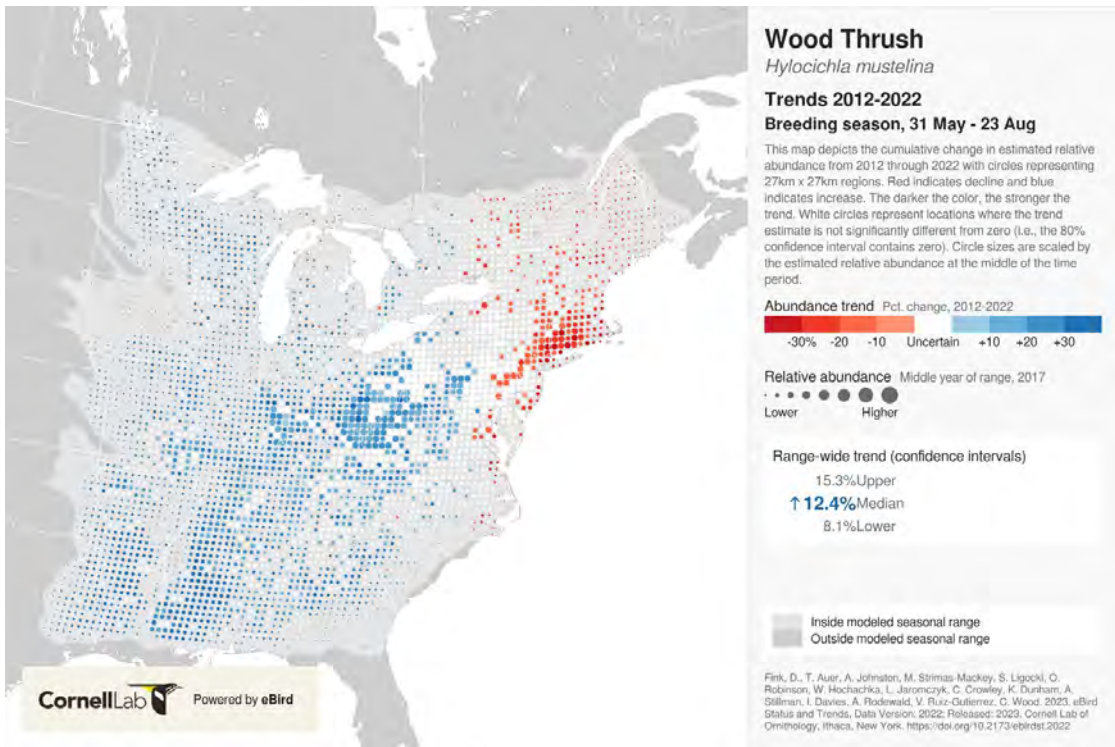 Wood Thrush
Hylocichla mustelina
Trends 2012-2022
Breeding season, 31 May - 23 Aug
This map depicts the cumulative change in estimated relative
abundance from 2012 through 2022 with circles representing
27km x 27km regions. Red indicates decline and blue
indicates increase. The darker the color, the stronger the
trend. White circles represent locations where the trend
estimate is not significantly different from zero (i.e., the 80%
confidence interval contains zero). Circle sizes are scaled by
the estimated relative abundance at the middle of the time
period.
Abundance trend Pct. change, 2012-2022
-30% -20 -10 Uncertain +10 +20 +30
Relative abundance Middle year of range, 2017
Lower Higher
Range-wide trend (confidence intervals)
15.3%Upper
↑12.4%Median
8.1%Lower
Inside modeled seasonal range
Outside modeled seasonal range
Fink, D., T. Auer, A. Johnston, M. Strimas-Mackey, S. Ligocki, O.
Robinson, W. Hochachka, L. Jaromczyk, C. Crowley, K. Dunham, A.
Stillman, I. Davies, A. Rodewald, V. Ruiz-Gutierrez, C. Wood. 2023. eBird
Status and Trends, Data Version: 2022; Released: 2023. Cornell Lab of
Ornithology, Ithaca, New York. https://doi.org/10.2173/ebirdst.2022
CornellLab Powered by eBird